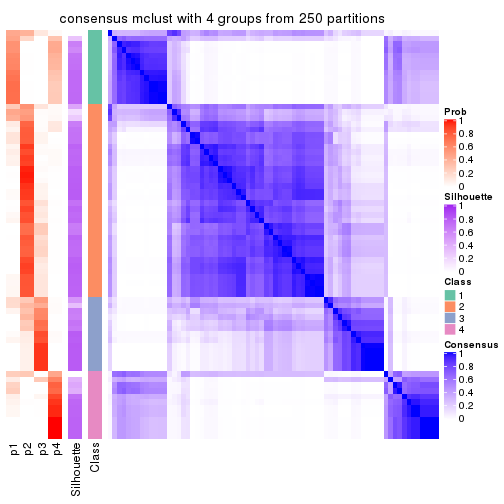 consensus mclust with 4 groups from 250 partitions
Prob
1
0.8
0.6
0.4
0.2
0
Silhouette
1
0.8
0.6
0.4
0.2
0
Class
1
2
3
4
Consensus
1
0.8
0.6
0.4
0.2
0
p1
p2
p3
p4
Silhouette
Class